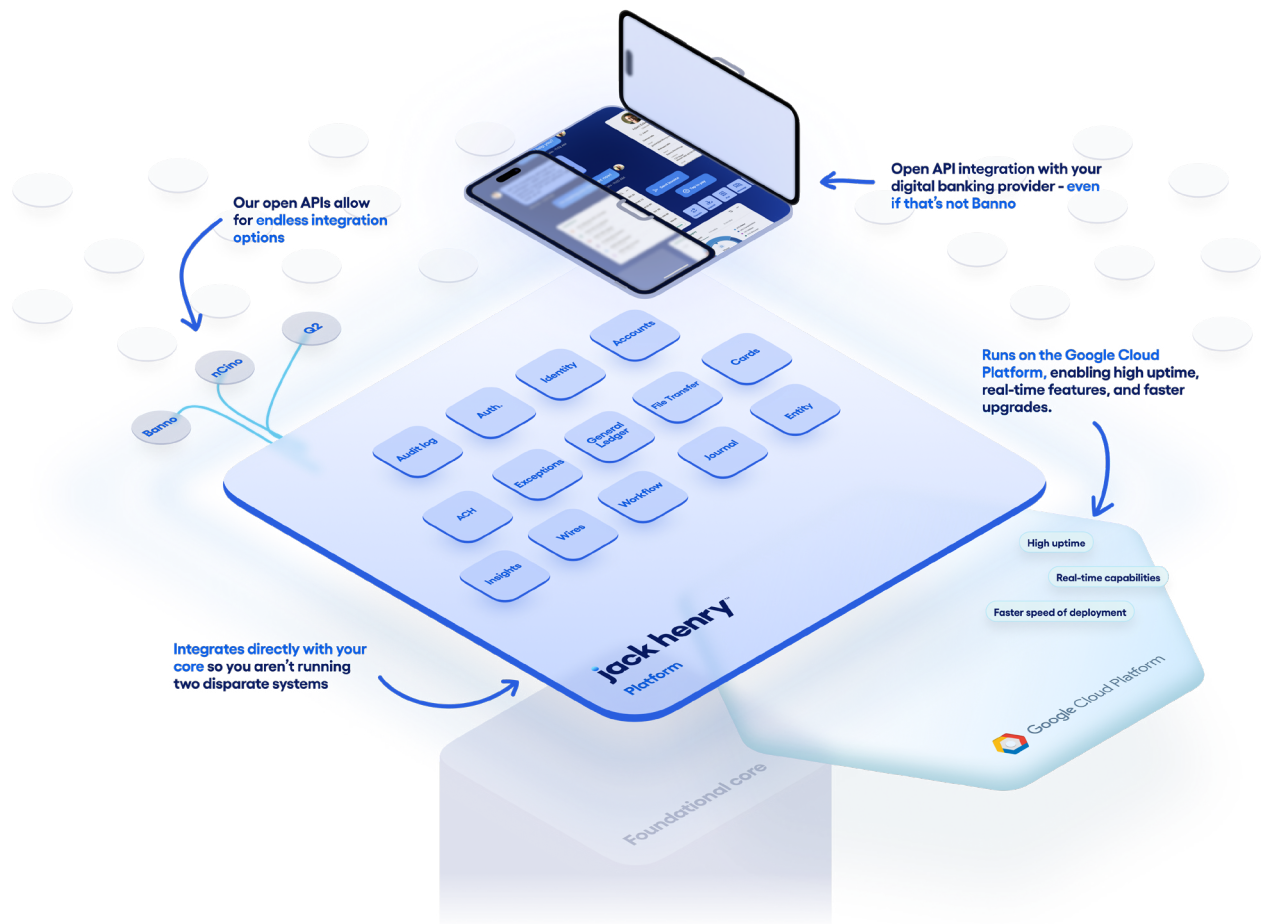 Open API integration with your
digital banking provider - even
if that's not Banno
Our open APIs allow
for endless integration
options
Q2
nCino
Banno
Runs on the Google Cloud
Platform, enabling high uptime,
real-time features, and faster
upgrades.
Accounts
Cards
Identity
File Transfer
Entity
Auth.
General
Ledger
Journal
Audit log
Exceptions
Workflow
ACH
Wires
Insights
High uptime
Real-time capabilities
Faster speed of deployment
jack henry™
Platform
Integrates directly with your
core so you aren't running
two disparate systems
Google Cloud Platform
Foundational core